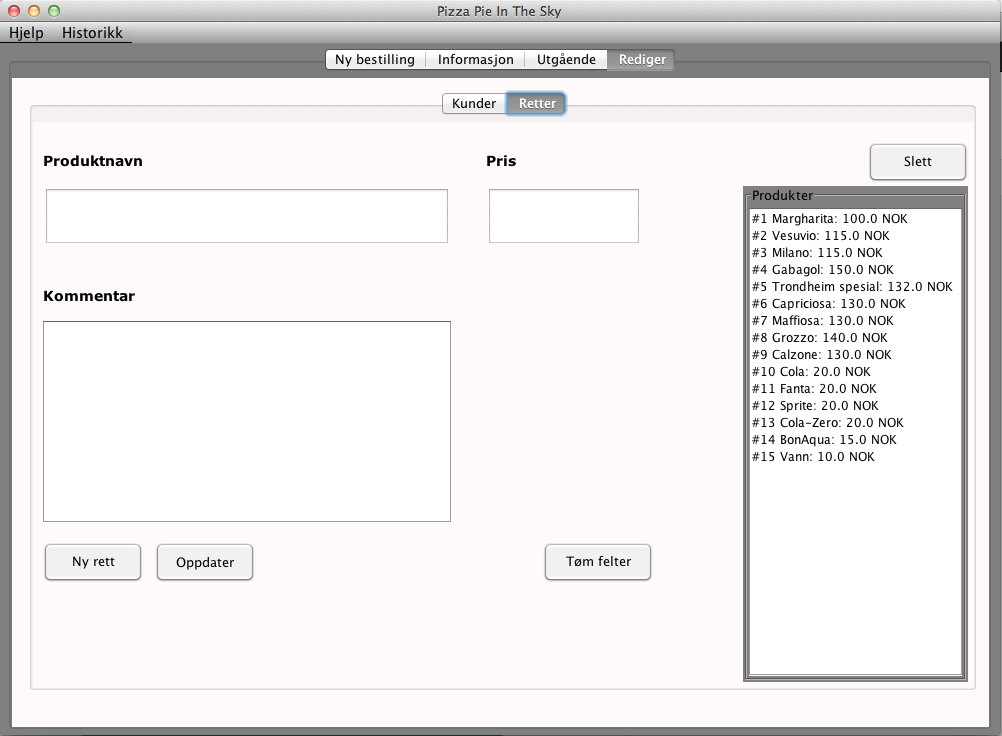 Pizza Pie In The Sky
Hjelp Historikk
Ny bestilling Informasjon Utgående Rediger
Kunder Retter
Produktnavn Pris Slett
Produkter
#1 Margharita: 100.0 NOK
#2 Vesuvio: 115.0 NOK
#3 Milano: 115.0 NOK
#4 Gabagol: 150.0 NOK
#5 Trondheim spesial: 132.0 NOK
#6 Capriciosa: 130.0 NOK
#7 Maffiosa: 130.0 NOK
#8 Grozzo: 140.0 NOK
#9 Calzone: 130.0 NOK
#10 Cola: 20.0 NOK
#11 Fanta: 20.0 NOK
#12 Sprite: 20.0 NOK
#13 Cola-Zero: 20.0 NOK
#14 BonAqua: 15.0 NOK
#15 Vann: 10.0 NOK
Kommentar
Ny rett Oppdater Tøm felter